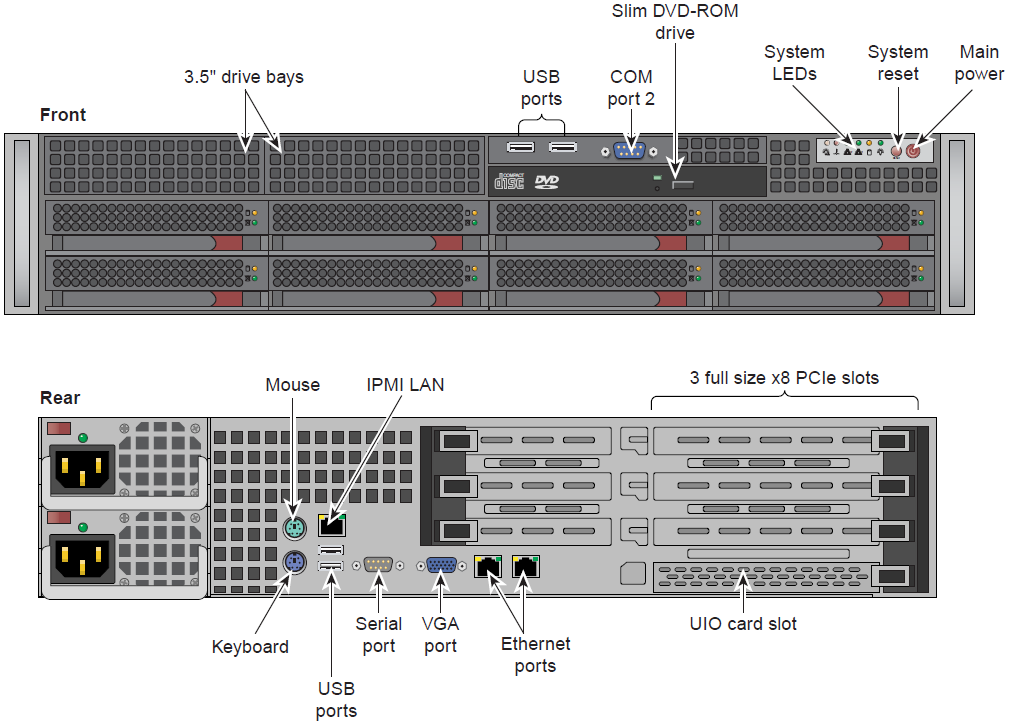 Slim DVD-ROM
drive
System
LEDs
System
reset
Main
power
3.5" drive bays
USB
ports
COM
port 2
Front
COMPACT
disc
DVD
Mouse
IPMI LAN
3 full size x8 PCIe slots
Rear
Keyboard
USB
ports
Serial
port
VGA
port
Ethernet
ports
UIO card slot